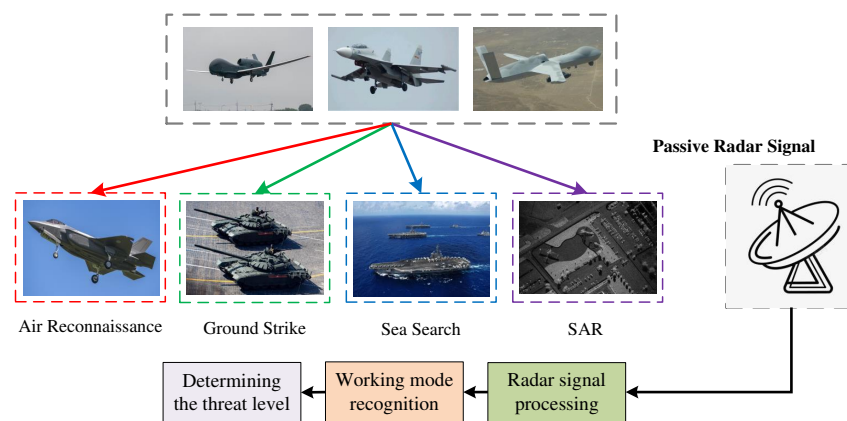 Passive Radar Signal
Air Reconnaissance
Ground Strike
Sea Search
SAR
Determining
the threat level
Working mode
recognition
Radar signal
processing